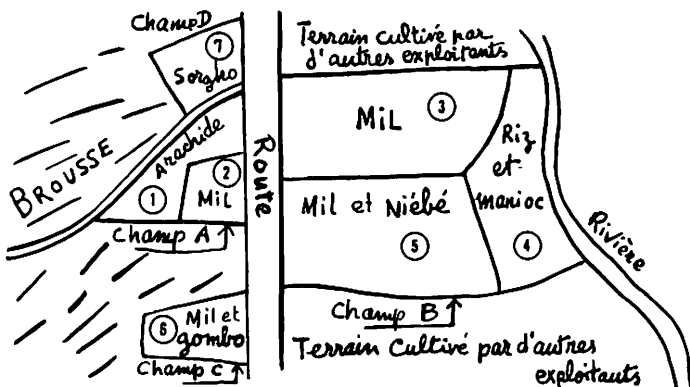 Champ D
7
Sorgho
BROUSSE
Arachide
1
2
Mil
Champ A
6
Mil et
gombo
Champ C
Route
Terrain cultivé par
d'autres exploitants
MiL
3
Riz
et
manioc
4
Mil et Niébé
5
Champ B
Rivière
Terrain Cultivé par d'autres
exploitants